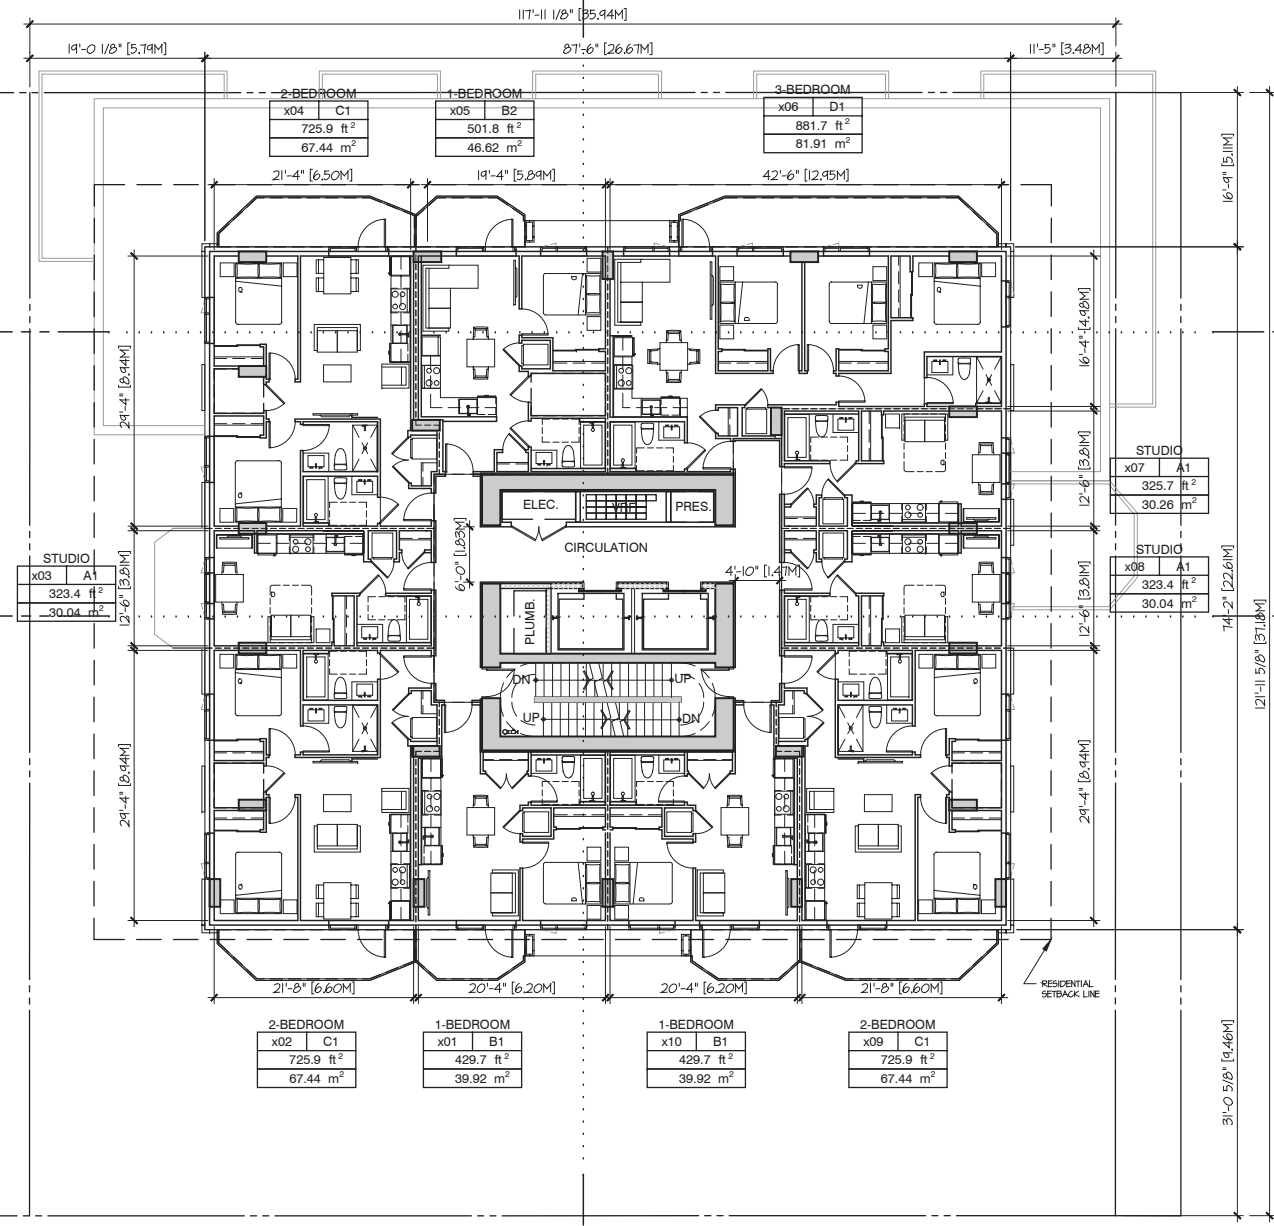 117'-11 1/8" [35.94M]
19'-0 1/8" [5.79M]
87'-6" [26.67M]
11'-5" [3.48M]
2-BEDROOM
x04 C1
725.9 ft²
67.44 m²
1-BEDROOM
x05 B2
501.8 ft²
46.62 m²
3-BEDROOM
x06 D1
881.7 ft²
81.91 m²
16'-9" [5.11M]
21'-4" [6.50M]
19'-4" [5.89M]
42'-6" [12.95M]
29'-4" [8.94M]
16'-4" [4.98M]
12'-6" [3.81M]
STUDIO
x07 A1
325.7 ft²
30.26 m²
ELEC.
PRES.
CIRCULATION
6'-0" [1.83M]
4'-10" [1.47M]
STUDIO
x03 A1
323.4 ft²
30.04 m²
12'-6" [3.81M]
STUDIO
x08 A1
323.4 ft²
30.04 m²
12'-6" [3.81M]
74'-2" [22.61M]
121'-11 5/8" [37.18M]
PLUMB.
DN
UP
UP
DN
29'-4" [8.94M]
29'-4" [8.94M]
21'-8" [6.60M]
20'-4" [6.20M]
20'-4" [6.20M]
21'-8" [6.60M]
RESIDENTIAL
SETBACK LINE
2-BEDROOM
x02 C1
725.9 ft²
67.44 m²
1-BEDROOM
x01 B1
429.7 ft²
39.92 m²
1-BEDROOM
x10 B1
429.7 ft²
39.92 m²
2-BEDROOM
x09 C1
725.9 ft²
67.44 m²
31'-0 5/8" [9.46M]